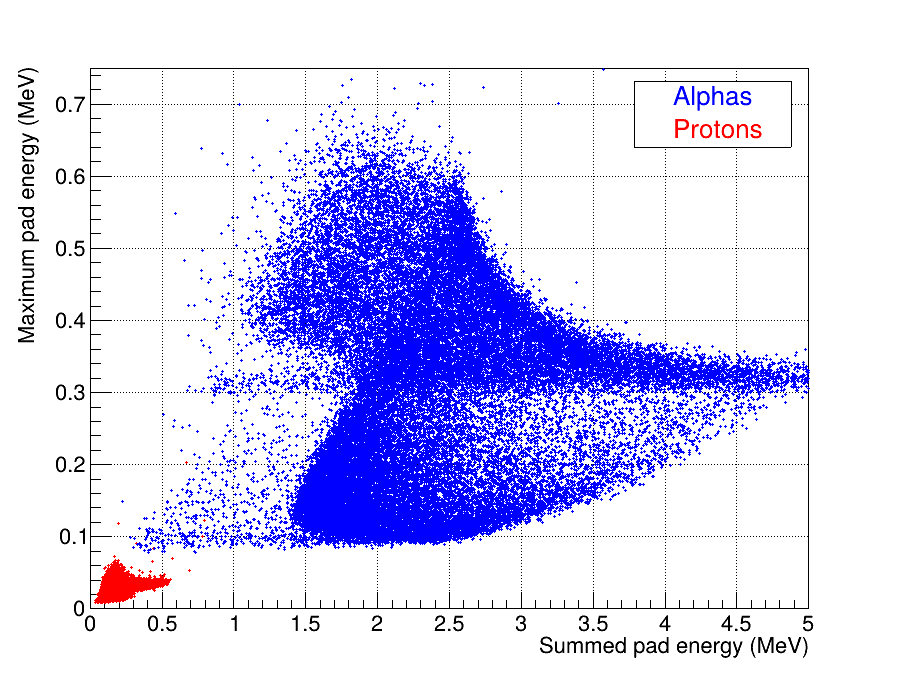 Maximum pad energy (MeV)
0.7
0.6
0.5
0.4
0.3
0.2
0.1
0
Alphas
Protons
0 0.5 1 1.5 2 2.5 3 3.5 4 4.5 5
Summed pad energy (MeV)